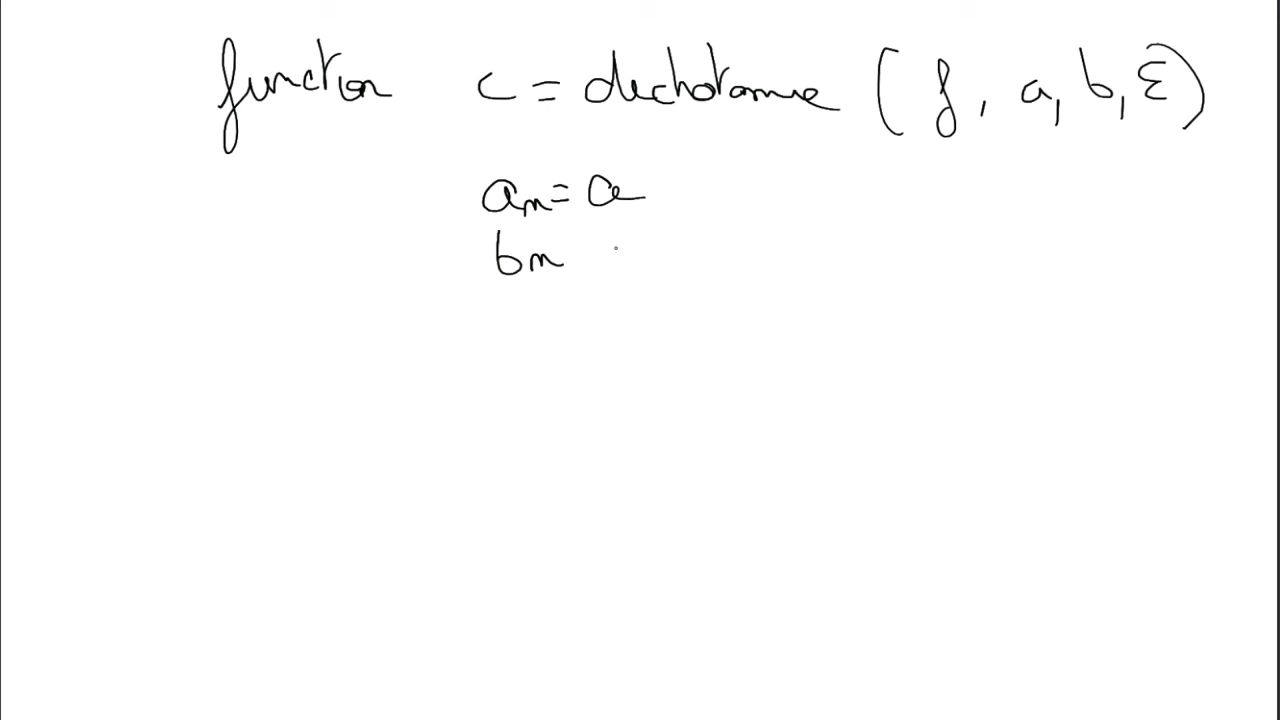 function c = dichotomie (f, a, b, ε)
an = a
bn